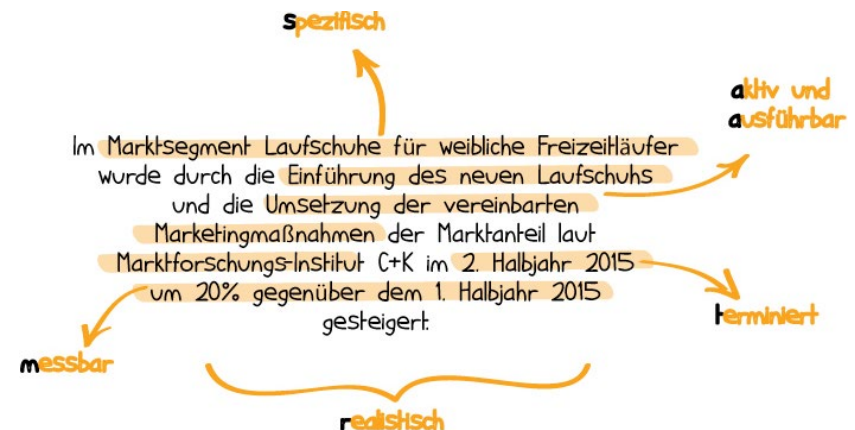 spezifisch
aktiv und
ausführbar
Im Marktsegment Laufschuhe für weibliche Freizeitläufer
wurde durch die Einführung des neuen Laufschuhs
und die Umsetzung der vereinbarten
Marketingmaßnahmen der Marktanteil laut
Marktforschungs-Institut C+K im 2. Halbjahr 2015
um 20% gegenüber dem 1. Halbjahr 2015
gesteigert.
terminiert
messbar
realistisch